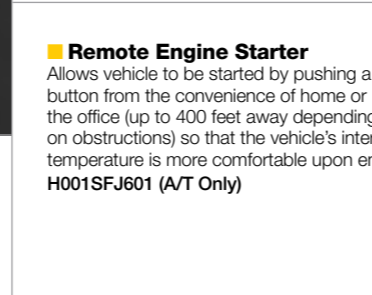 Remote Engine Starter
Allows vehicle to be started by pushing a
button from the convenience of home or
the office (up to 400 feet away depending
on obstructions) so that the vehicle's
temperature is more comfortable upon
H001SFJ601 (A/T Only)